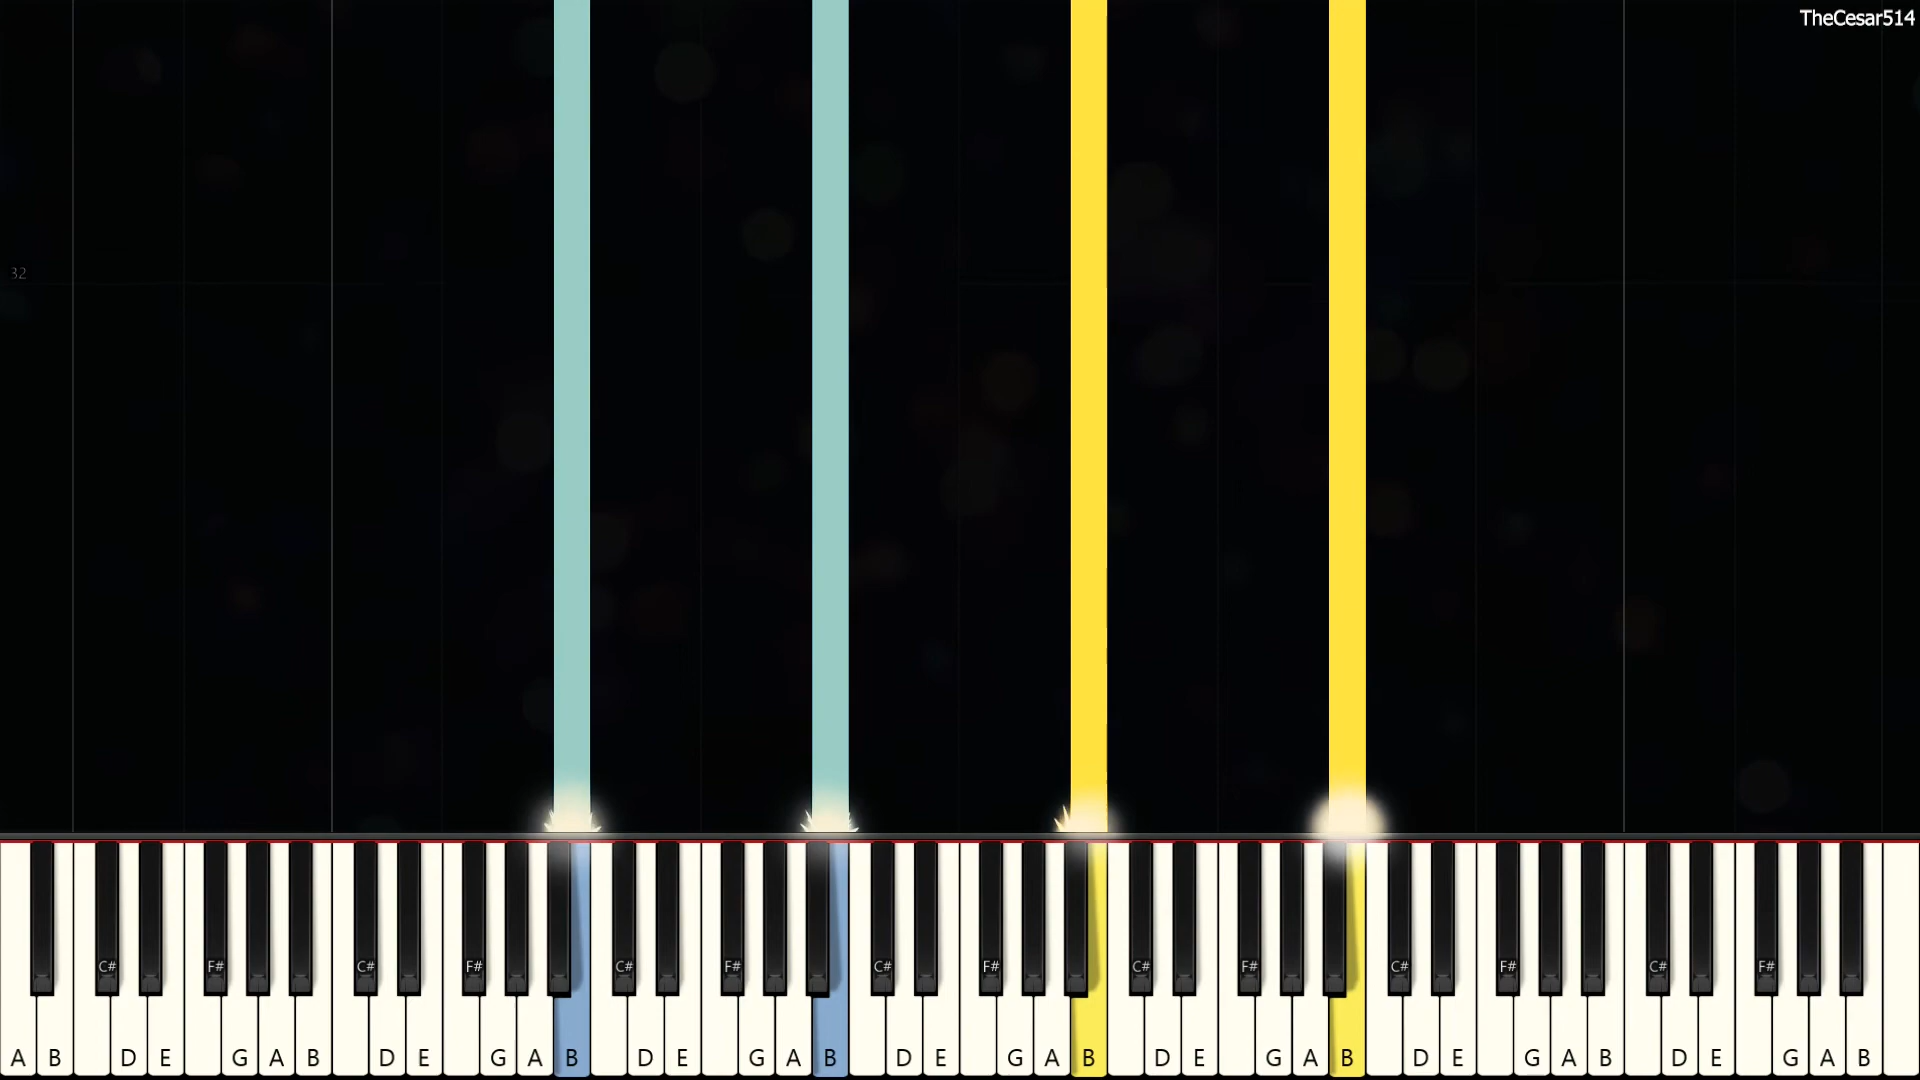 TheCesar514
32
C# F# C# F# C# F# C# F# C# F# C# F# C# F#
A B D E G A B D E G A B D E G A B D E G A B D E G A B D E G A B D E G A B